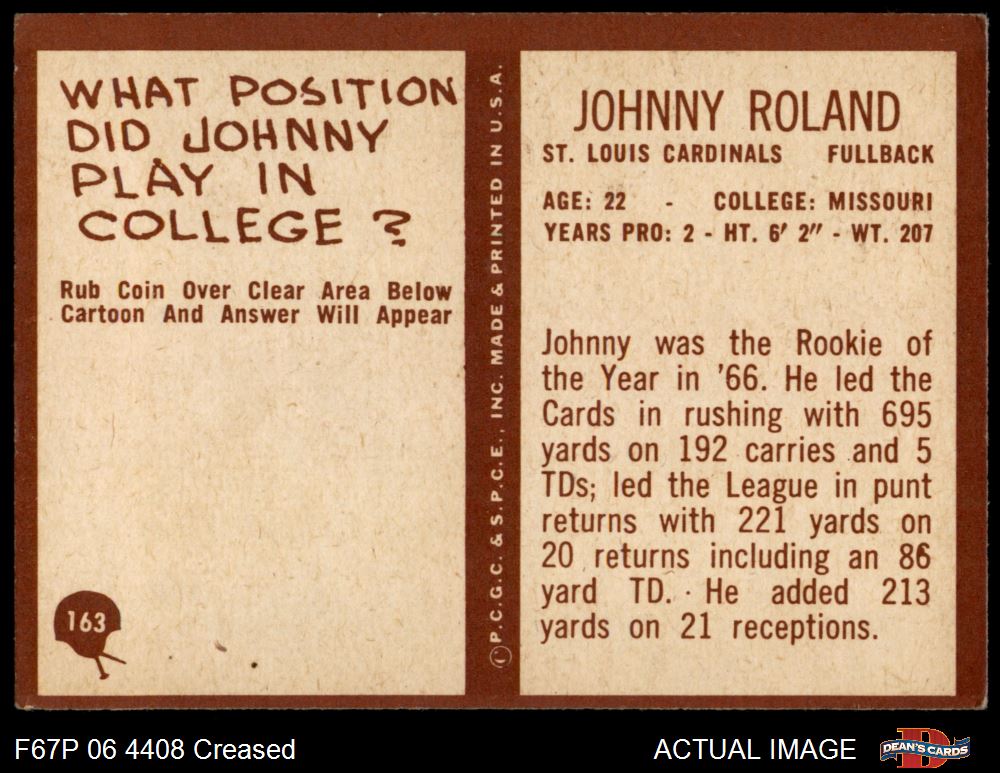 WHAT POSITION
DID JOHNNY
PLAY IN
COLLEGE ?
Rub Coin Over Clear Area Below
Cartoon And Answer Will Appear
163
© P.C.G.C. & S.P.C.E., INC. MADE & PRINTED IN U.S.A.
JOHNNY ROLAND
ST. LOUIS CARDINALS FULLBACK
AGE: 22 - COLLEGE: MISSOURI
YEARS PRO: 2 - HT. 6' 2" - WT. 207
Johnny was the Rookie of
the Year in '66. He led the
Cards in rushing with 695
yards on 192 carries and 5
TDs; led the League in punt
returns with 221 yards on
20 returns including an 86
yard TD. He added 213
yards on 21 receptions.
F67P 06 4408 Creased
ACTUAL IMAGE
D
DEAN'S CARDS